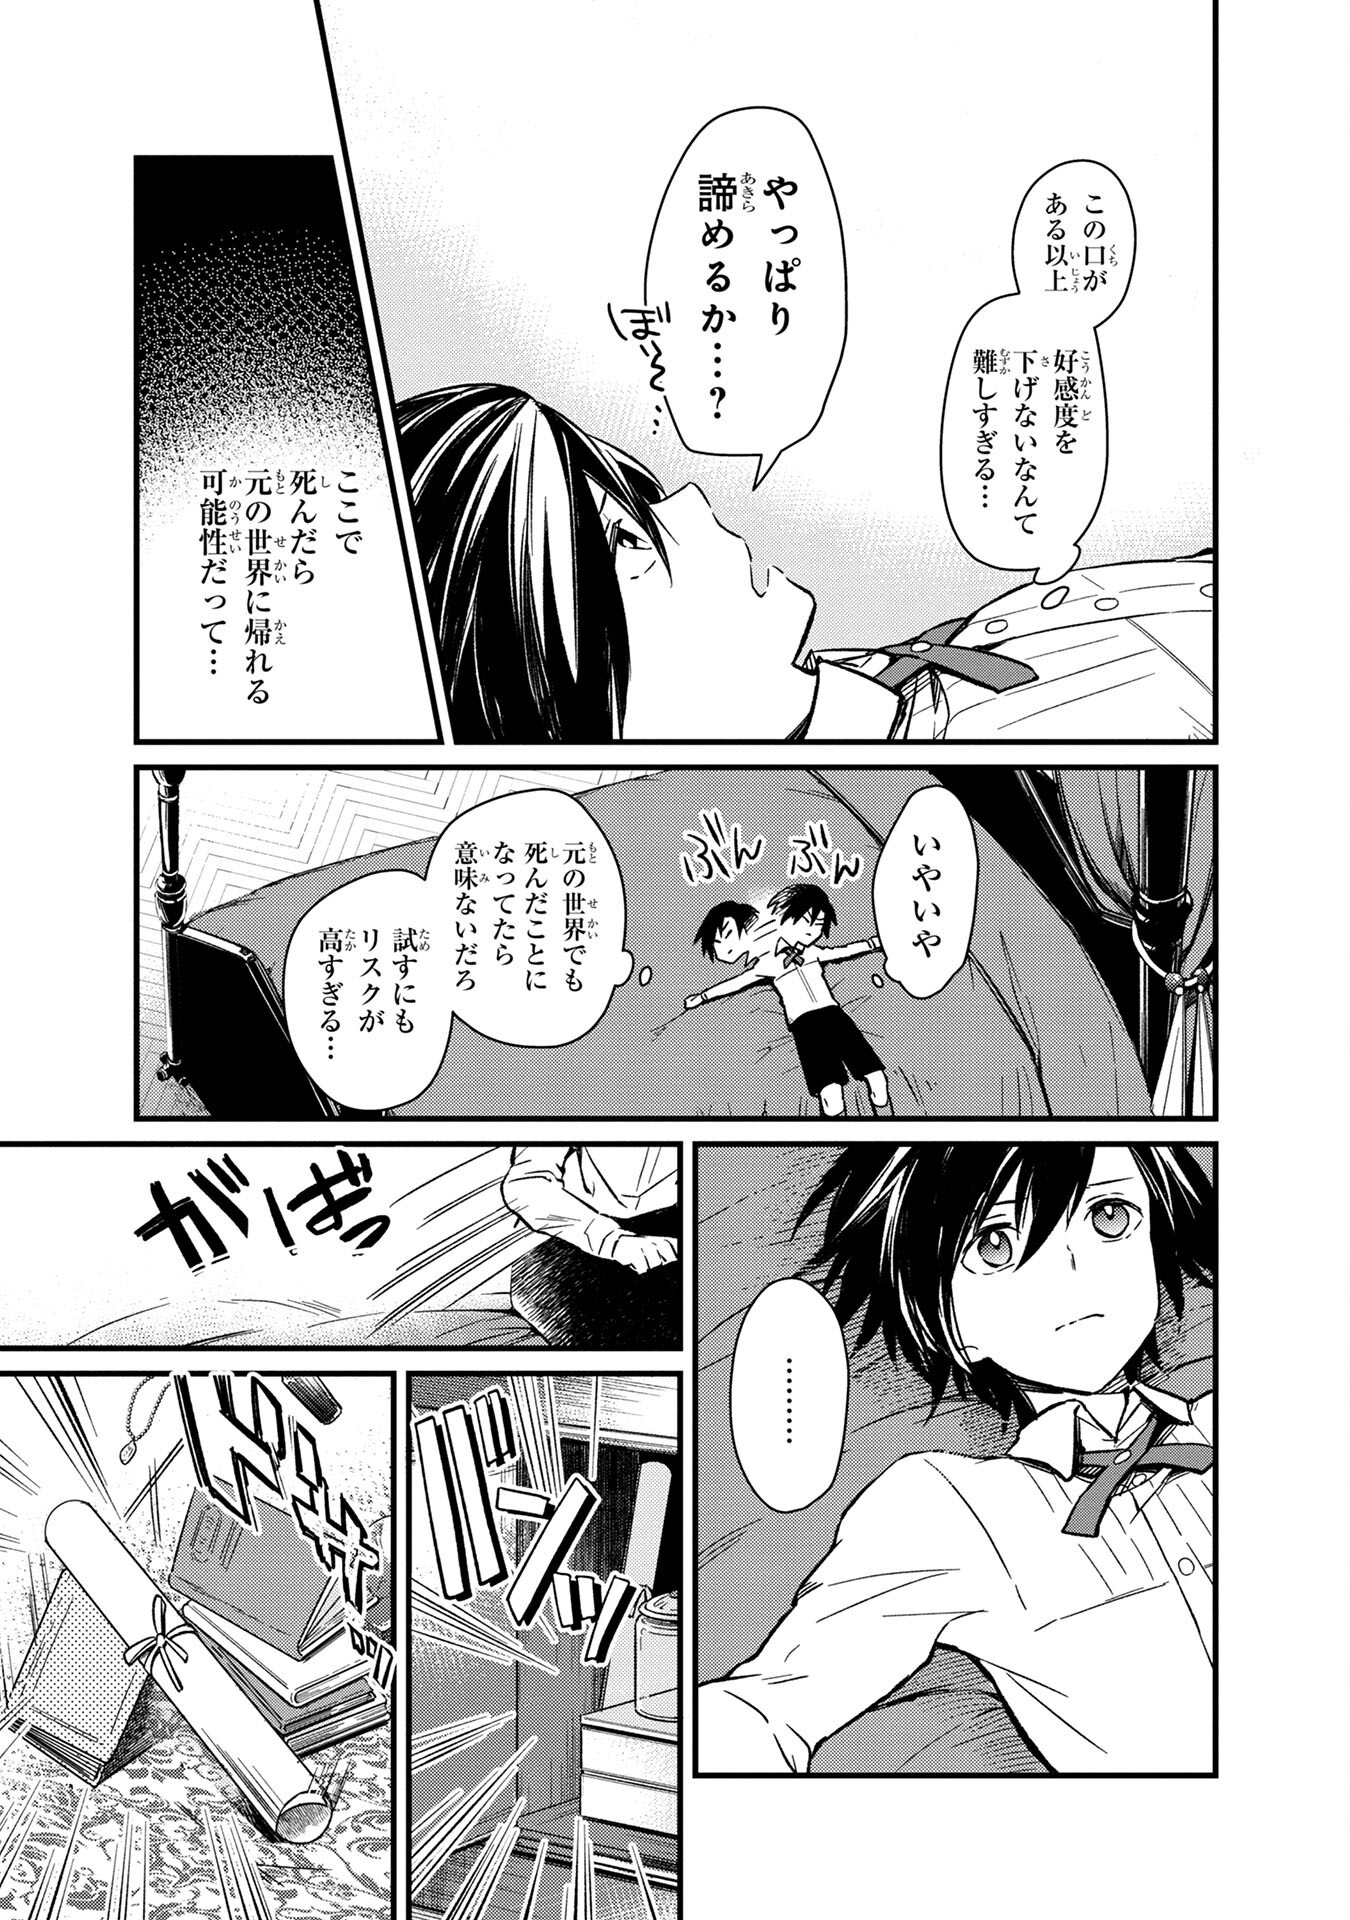 この口が
ある以上
好感度を
下げないなんて
難しすぎる…
やっぱり
諦めるか…?
ぼ〜
ここで
死んだら
元の世界に帰れる
可能性だって…
いやいや
ぶん
ぶん
元の世界でも
死んだことに
なってたら
意味ないだろ
試すにも
リスクが
高すぎる…
………
がばっ